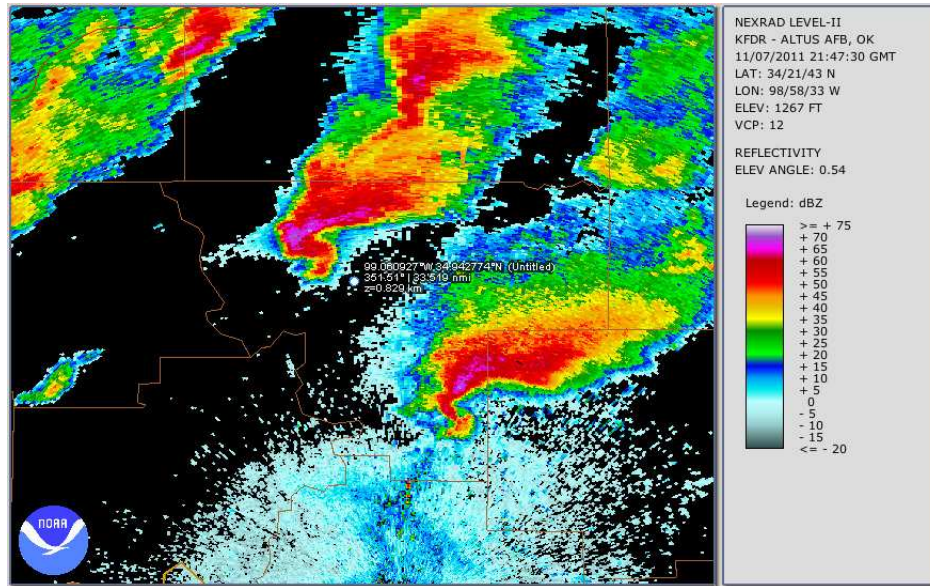 99.060927°W 34.942774°N (Untitled)
351.51° | 33.519 nmi
z=0.829 km
NOAA
NEXRAD LEVEL-II
KFDR - ALTUS AFB, OK
11/07/2011 21:47:30 GMT
LAT: 34/21/43 N
LON: 98/58/33 W
ELEV: 1267 FT
VCP: 12
REFLECTIVITY
ELEV ANGLE: 0.54
Legend: dBZ
>= + 75
+ 70
+ 65
+ 60
+ 55
+ 50
+ 45
+ 40
+ 35
+ 30
+ 25
+ 20
+ 15
+ 10
+ 5
0
- 5
- 10
- 15
<= - 20